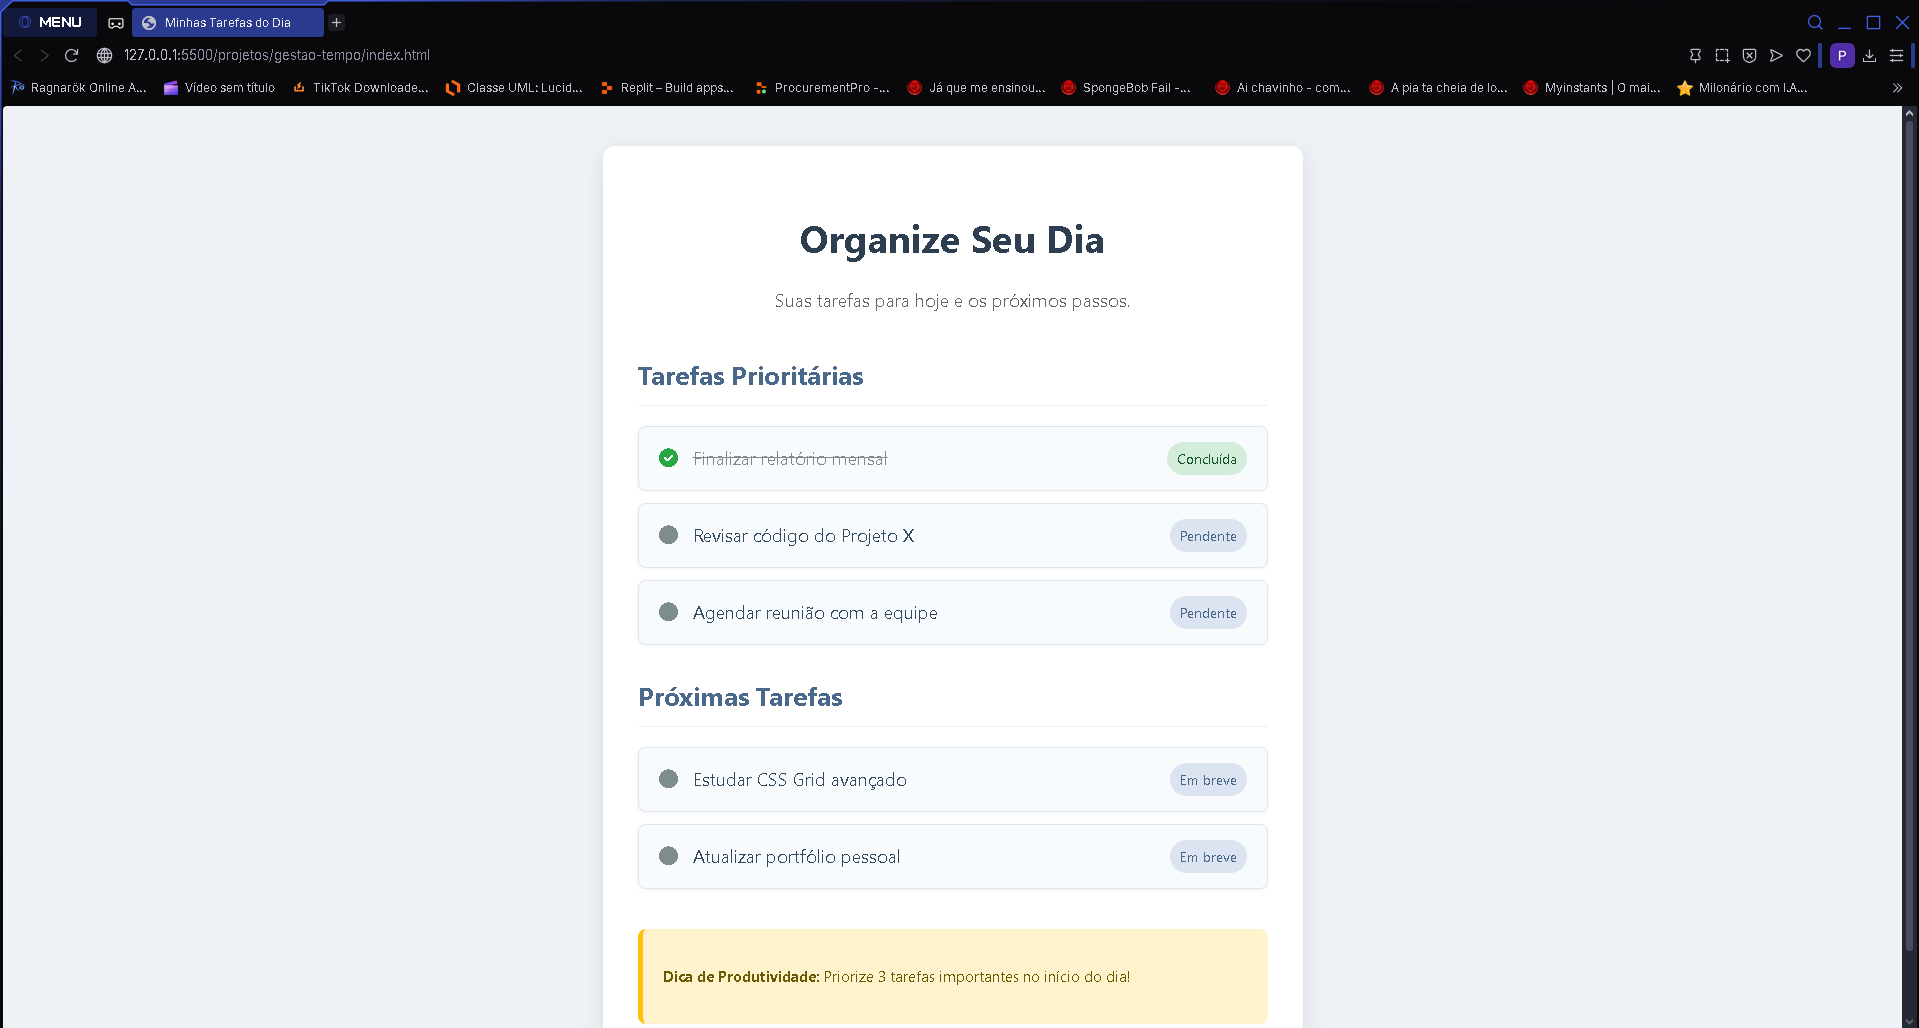 MENU
Minhas Tarefas do Dia
127.0.0.1:5500/projetos/gestao-tempo/index.html
P
Ragnarök Online A...
Vídeo sem título
TikTok Downloade...
Classe UML: Lucid...
Replit – Build apps...
ProcurementPro -...
Já que me ensinou...
SpongeBob Fail -...
Ai chavinho - com...
A pia ta cheia de lo...
Myinstants | O mai...
Milonário com I.A...
Organize Seu Dia
Suas tarefas para hoje e os próximos passos.
Tarefas Prioritárias
Finalizar relatório mensal
Concluída
Revisar código do Projeto X
Pendente
Agendar reunião com a equipe
Pendente
Próximas Tarefas
Estudar CSS Grid avançado
Em breve
Atualizar portfólio pessoal
Em breve
Dica de Produtividade: Priorize 3 tarefas importantes no início do dia!